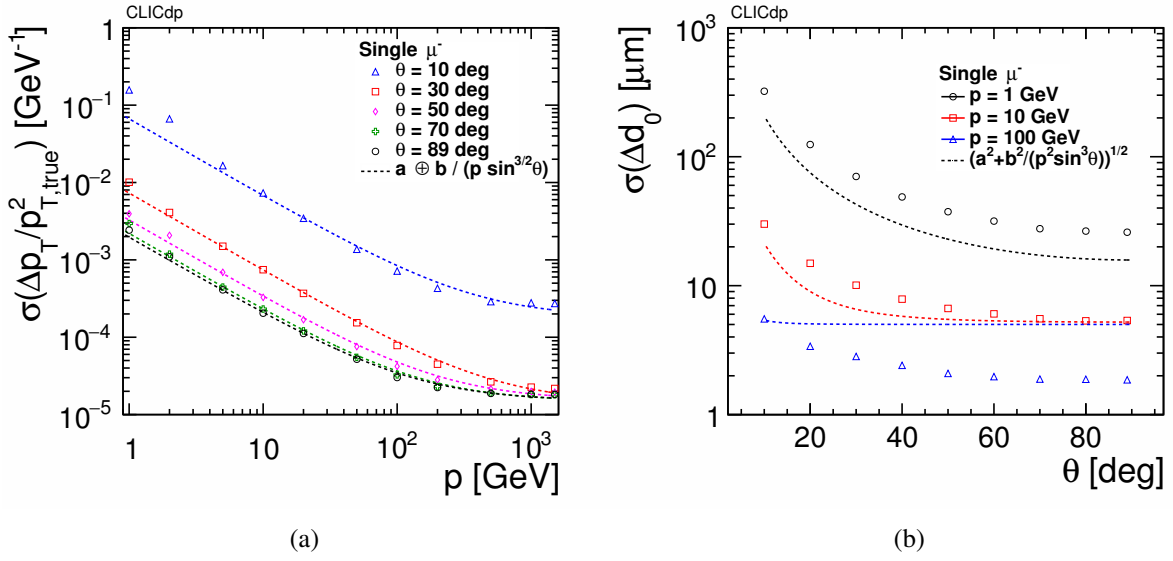 CLICdp
σ(Δp_T/p²_T,true) [GeV⁻¹]
1
10⁻¹
10⁻²
10⁻³
10⁻⁴
10⁻⁵
Single μ⁻
θ = 10 deg
θ = 30 deg
θ = 50 deg
θ = 70 deg
θ = 89 deg
a ⊕ b / (p sin^{3/2}θ)
1 10 10² 10³
p [GeV]
(a)
CLICdp
σ(Δd₀) [μm]
10³
10²
10
1
Single μ⁻
p = 1 GeV
p = 10 GeV
p = 100 GeV
(a²+b²/(p²sin³θ))^{1/2}
20 40 60 80
θ [deg]
(b)